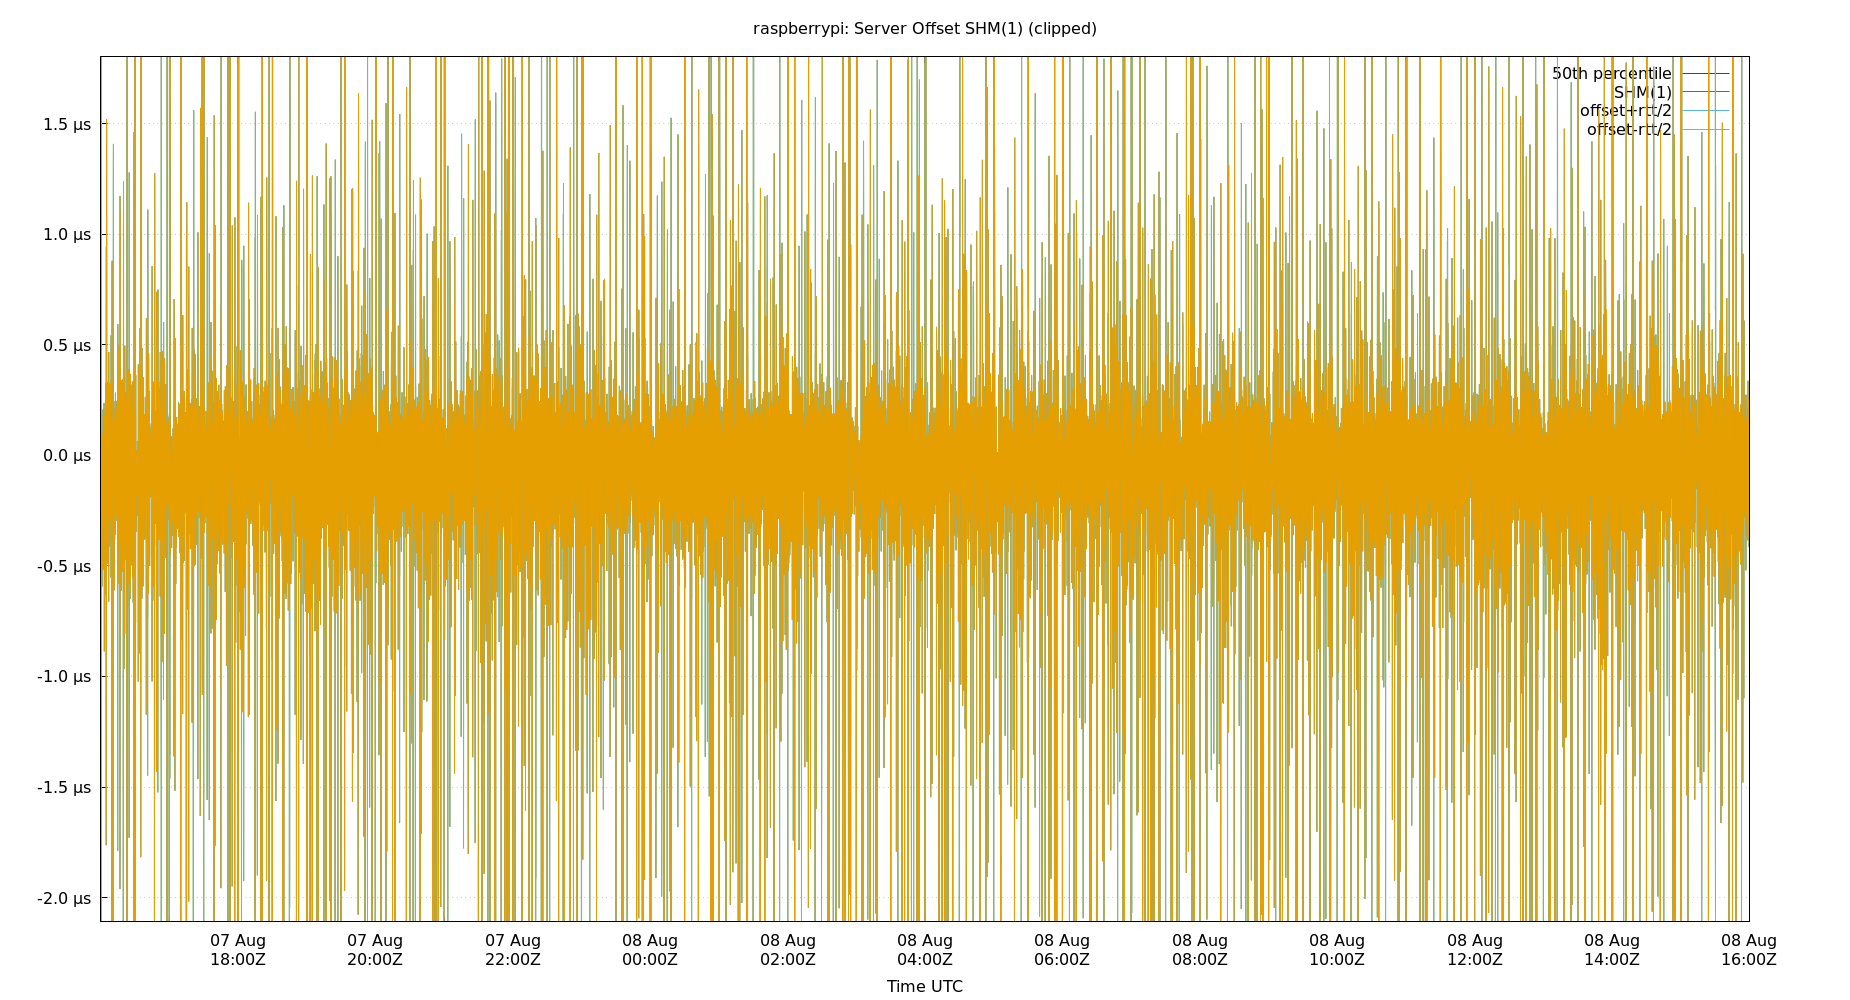 raspberrypi: Server Offset SHM(1) (clipped)
50th percentile
SHM(1)
offset+rtt/2
offset-rtt/2
1.5 µs
1.0 µs
0.5 µs
0.0 µs
-0.5 µs
-1.0 µs
-1.5 µs
-2.0 µs
07 Aug 07 Aug 07 Aug 08 Aug 08 Aug 08 Aug 08 Aug 08 Aug 08 Aug 08 Aug 08 Aug 08 Aug
18:00Z 20:00Z 22:00Z 00:00Z 02:00Z 04:00Z 06:00Z 08:00Z 10:00Z 12:00Z 14:00Z 16:00Z
Time UTC